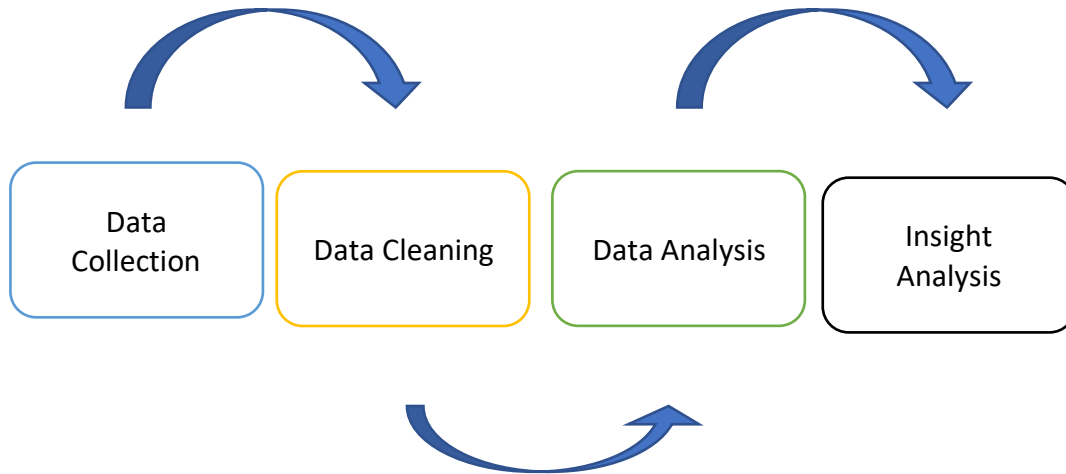 Data
Collection
Data Cleaning
Data Analysis
Insight
Analysis